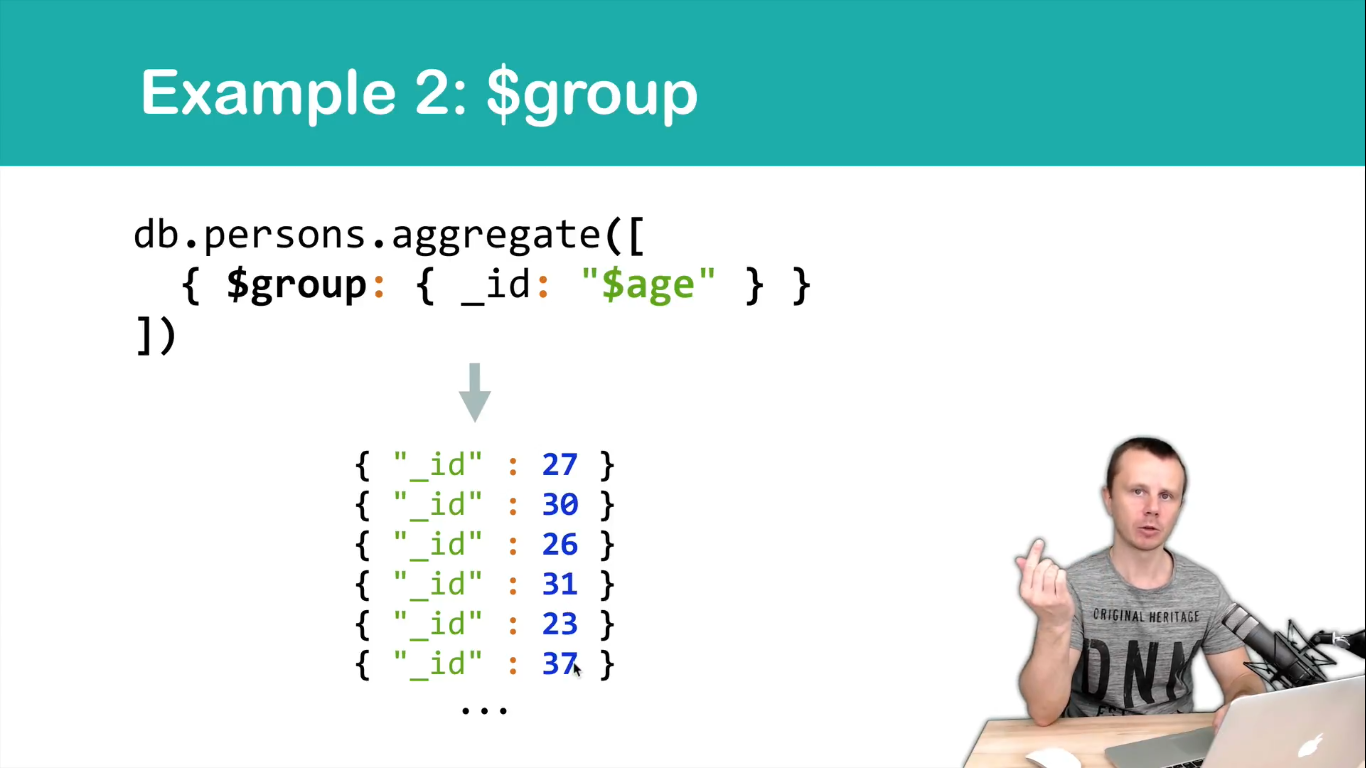 Example 2: $group
db.persons.aggregate([
{ $group: { _id: "$age" } }
])
{ "_id" : 27 }
{ "_id" : 30 }
{ "_id" : 26 }
{ "_id" : 31 }
{ "_id" : 23 }
{ "_id" : 37 }
...
ORIGINAL HERITAGE
DNM